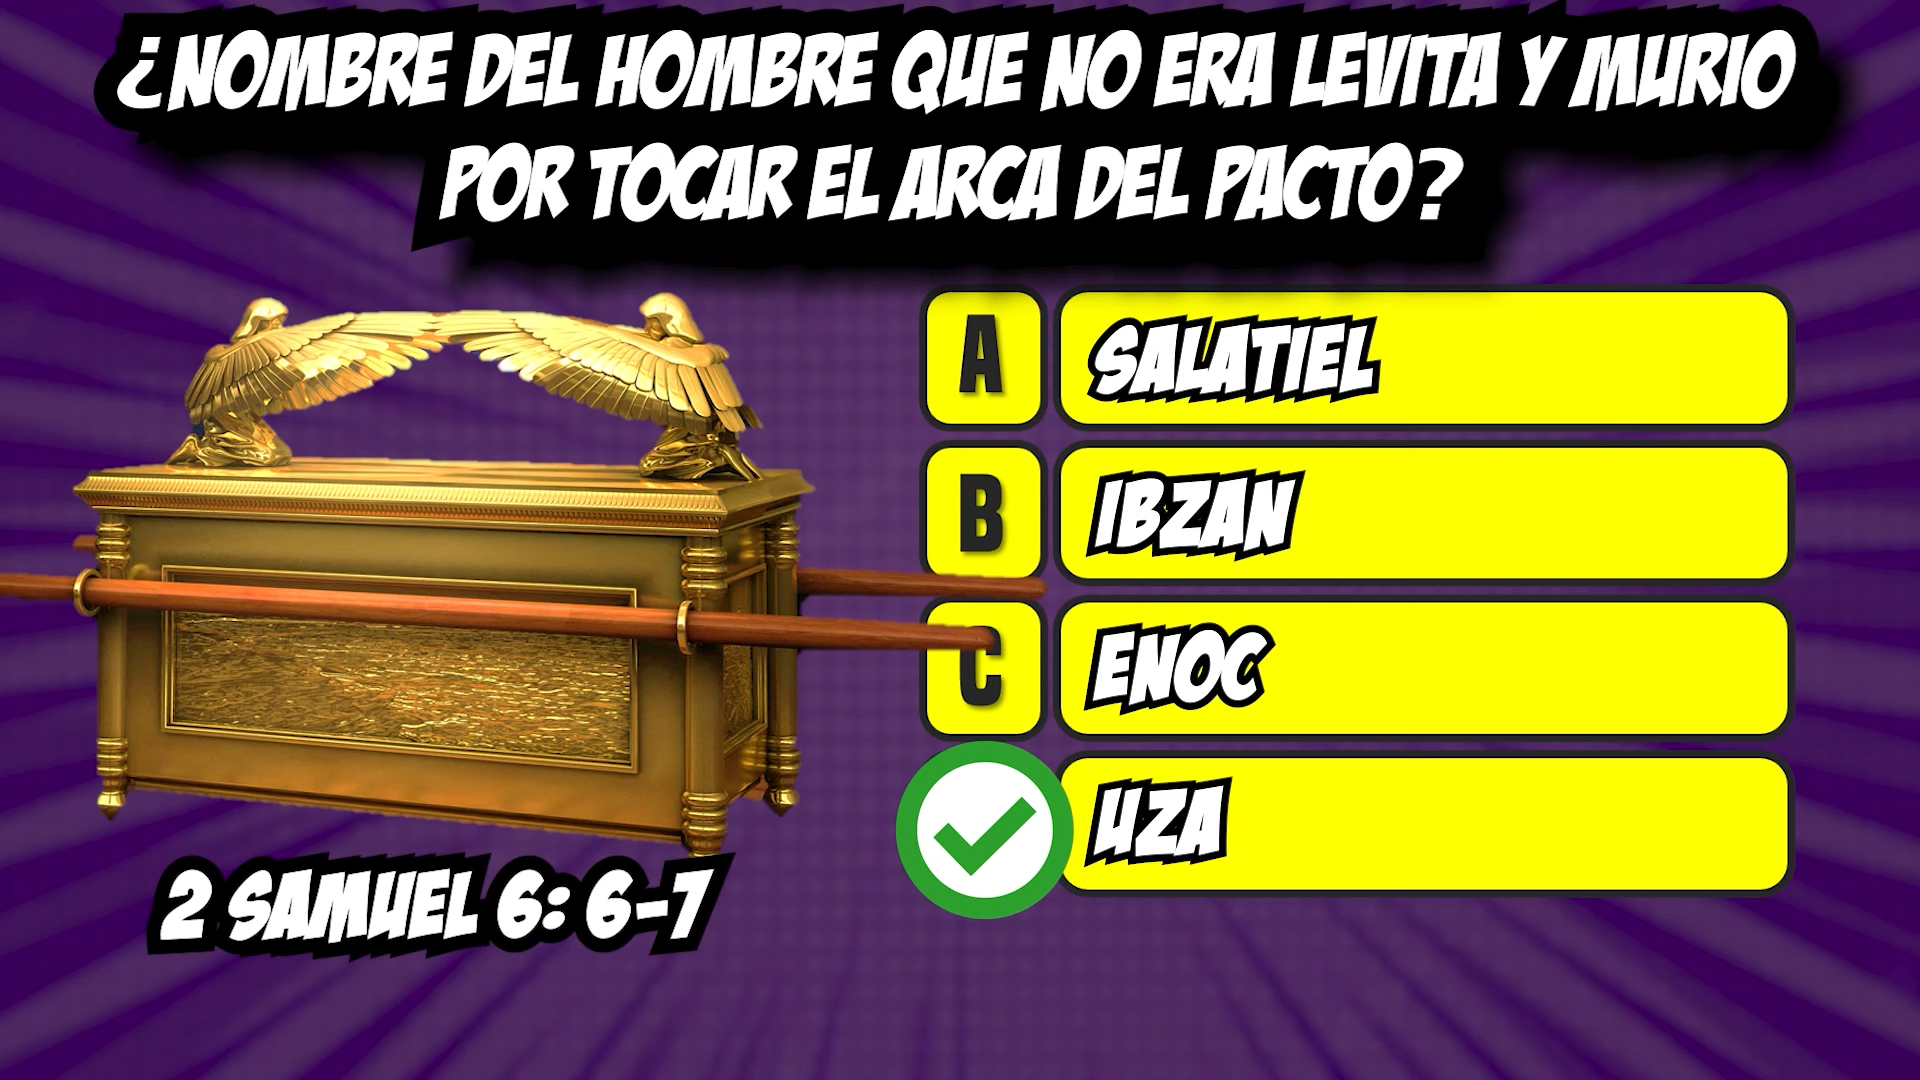 ¿NOMBRE DEL HOMBRE QUE NO ERA LEVITA Y MURIO
POR TOCAR EL ARCA DEL PACTO?
A SALATIEL
B IBZAN
C ENOC
UZA
2 SAMUEL 6: 6-7